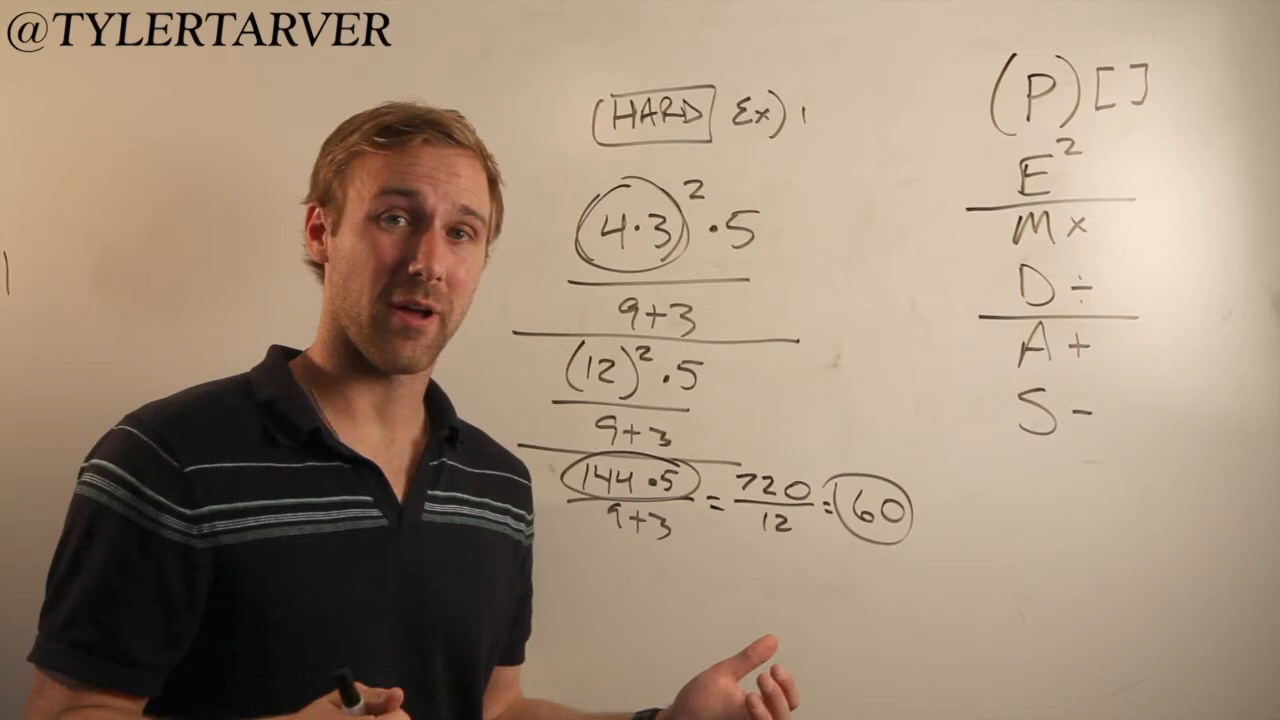 @TYLERTARVER
(HARD Ex) 1
(4·3)² · 5
9+3
(12)² · 5
9+3
144 · 5
9+3
= 720
12
= 60
(P) [ ]
E²
M ×
D ÷
A +
S -